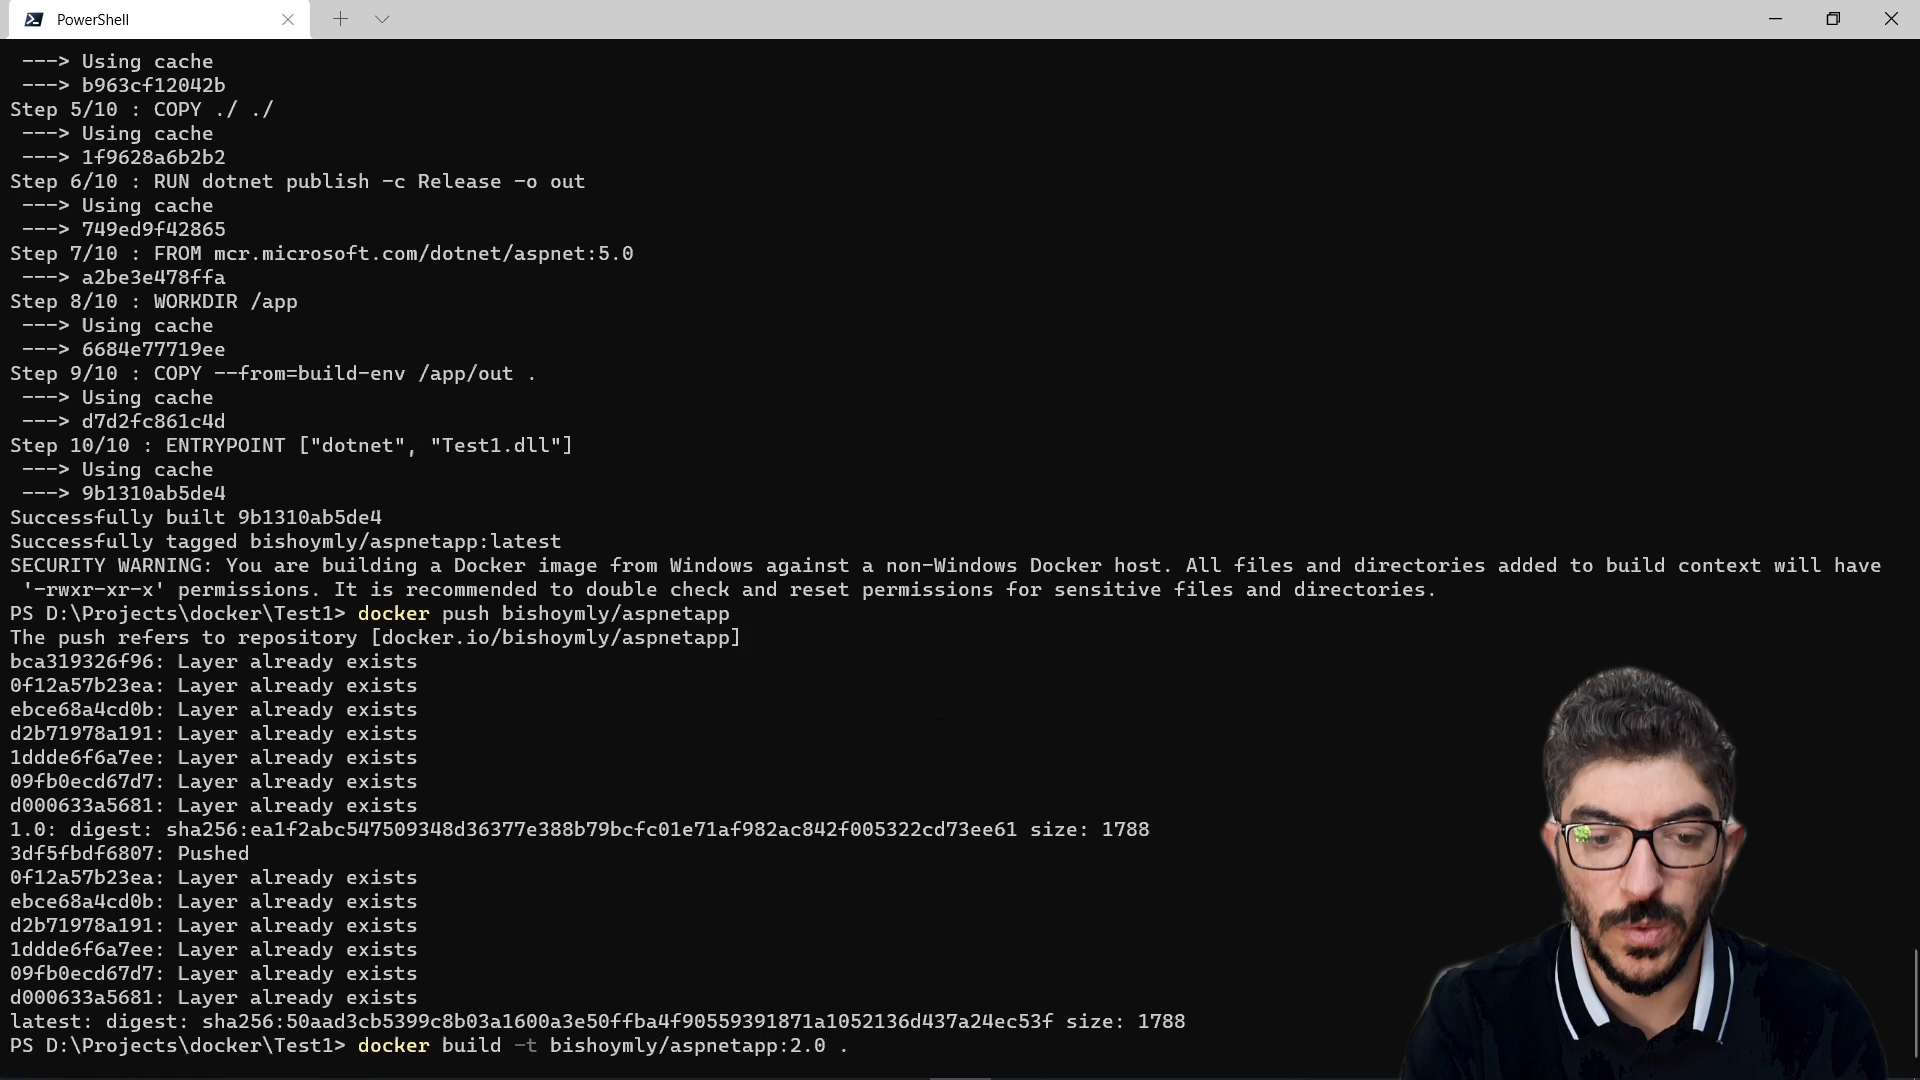 PowerShell
---> Using cache
---> b963cf12042b
Step 5/10 : COPY ./ ./
---> Using cache
---> 1f9628a6b2b2
Step 6/10 : RUN dotnet publish -c Release -o out
---> Using cache
---> 749ed9f42865
Step 7/10 : FROM mcr.microsoft.com/dotnet/aspnet:5.0
---> a2be3e478ffa
Step 8/10 : WORKDIR /app
---> Using cache
---> 6684e77719ee
Step 9/10 : COPY --from=build-env /app/out .
---> Using cache
---> d7d2fc861c4d
Step 10/10 : ENTRYPOINT ["dotnet", "Test1.dll"]
---> Using cache
---> 9b1310ab5de4
Successfully built 9b1310ab5de4
Successfully tagged bishoymly/aspnetapp:latest
SECURITY WARNING: You are building a Docker image from Windows against a non-Windows Docker host. All files and directories added to build context will have
'-rwxr-xr-x' permissions. It is recommended to double check and reset permissions for sensitive files and directories.
PS D:\Projects\docker\Test1> docker push bishoymly/aspnetapp
The push refers to repository [docker.io/bishoymly/aspnetapp]
bca319326f96: Layer already exists
0f12a57b23ea: Layer already exists
ebce68a4cd0b: Layer already exists
d2b71978a191: Layer already exists
1ddde6f6a7ee: Layer already exists
09fb0ecd67d7: Layer already exists
d000633a5681: Layer already exists
1.0: digest: sha256:ea1f2abc547509348d36377e388b79bcfc01e71af982ac842f005322cd73ee61 size: 1788
3df5fbdf6807: Pushed
0f12a57b23ea: Layer already exists
ebce68a4cd0b: Layer already exists
d2b71978a191: Layer already exists
1ddde6f6a7ee: Layer already exists
09fb0ecd67d7: Layer already exists
d000633a5681: Layer already exists
latest: digest: sha256:50aad3cb5399c8b03a1600a3e50ffba4f90559391871a1052136d437a24ec53f size: 1788
PS D:\Projects\docker\Test1> docker build -t bishoymly/aspnetapp:2.0 .